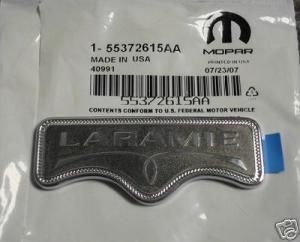 1- 55372615AA
MADE IN USA
40991
MOPAR
PRINTED IN USA
07/23/07
CONTENTS CONFORM TO U.S. FEDERAL MOTOR VEHICLE
55372615AA
LARAMIE